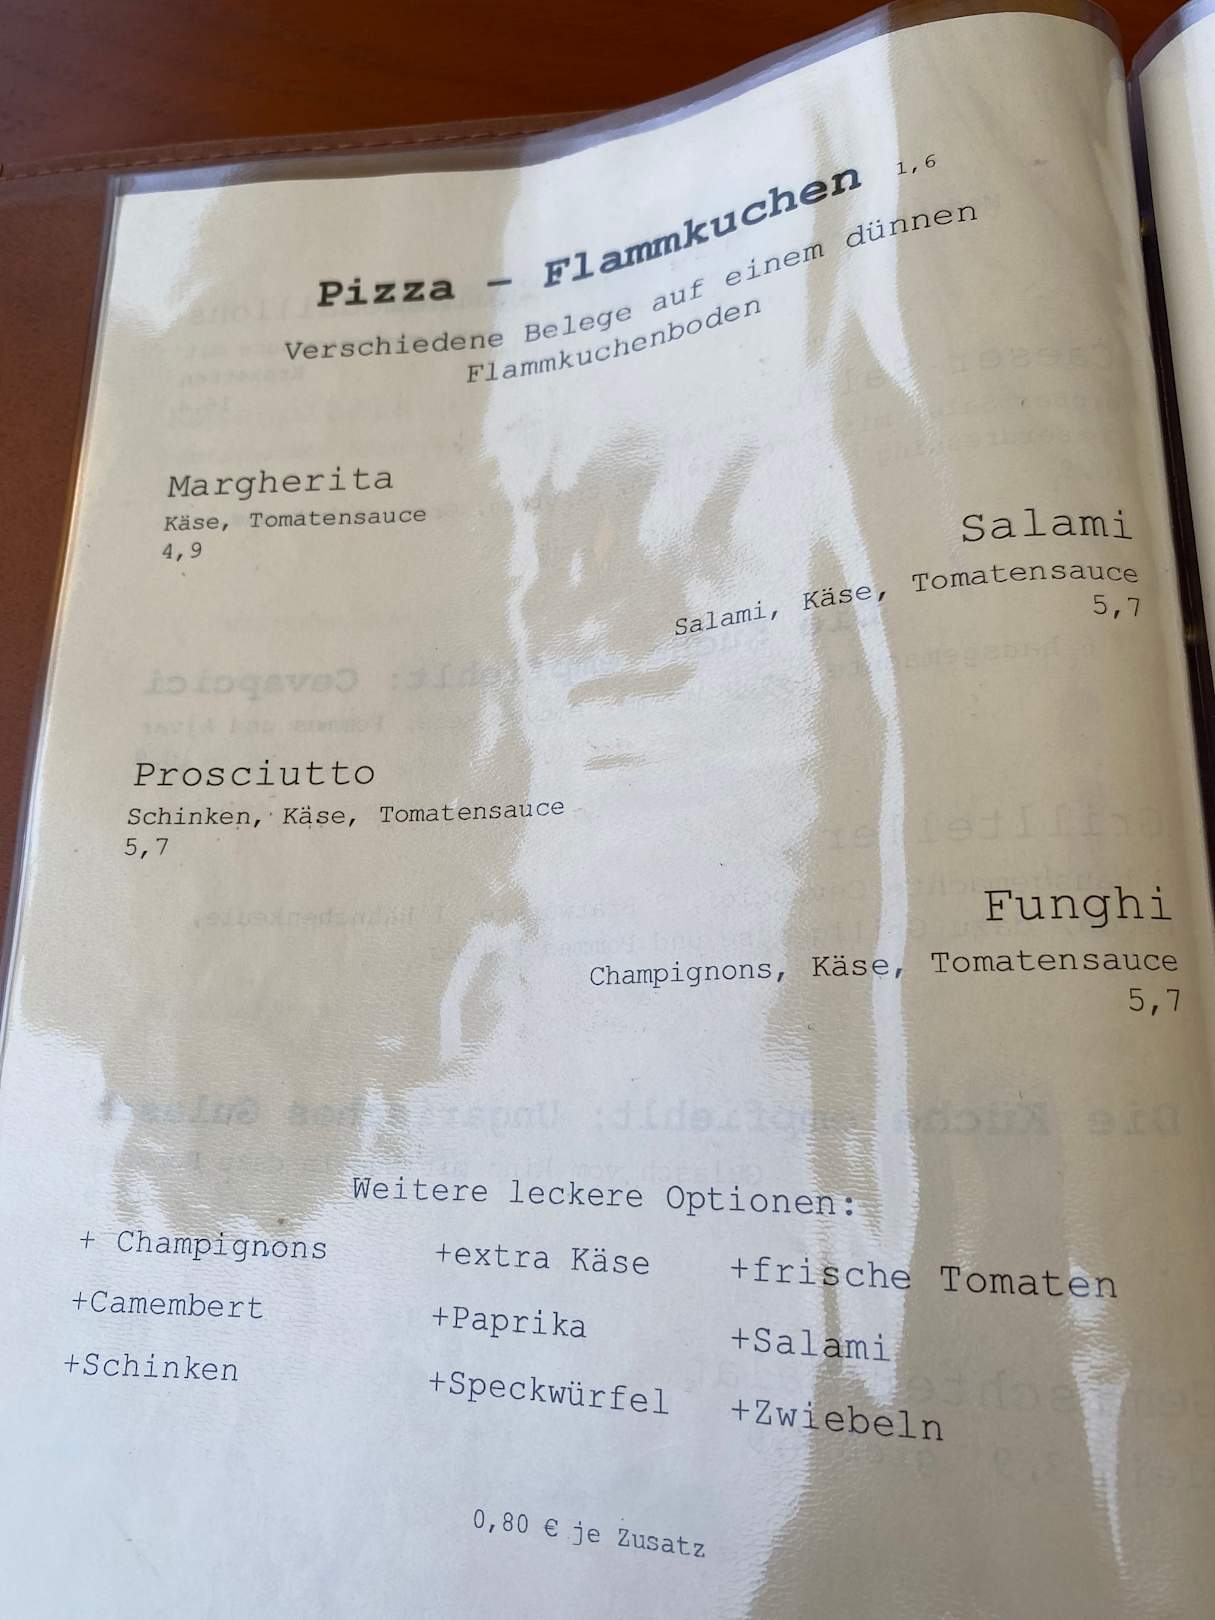 Pizza – Flammkuchen 1,6
Verschiedene Belege auf einem dünnen
Flammkuchenboden
Margherita
Käse, Tomatensauce
4,9
Salami
Salami, Käse, Tomatensauce
5,7
Prosciutto
Schinken, Käse, Tomatensauce
5,7
Funghi
Champignons, Käse, Tomatensauce
5,7
Weitere leckere Optionen:
+ Champignons +extra Käse +frische Tomaten
+Camembert +Paprika +Salami
+Schinken +Speckwürfel +Zwiebeln
0,80 € je Zusatz